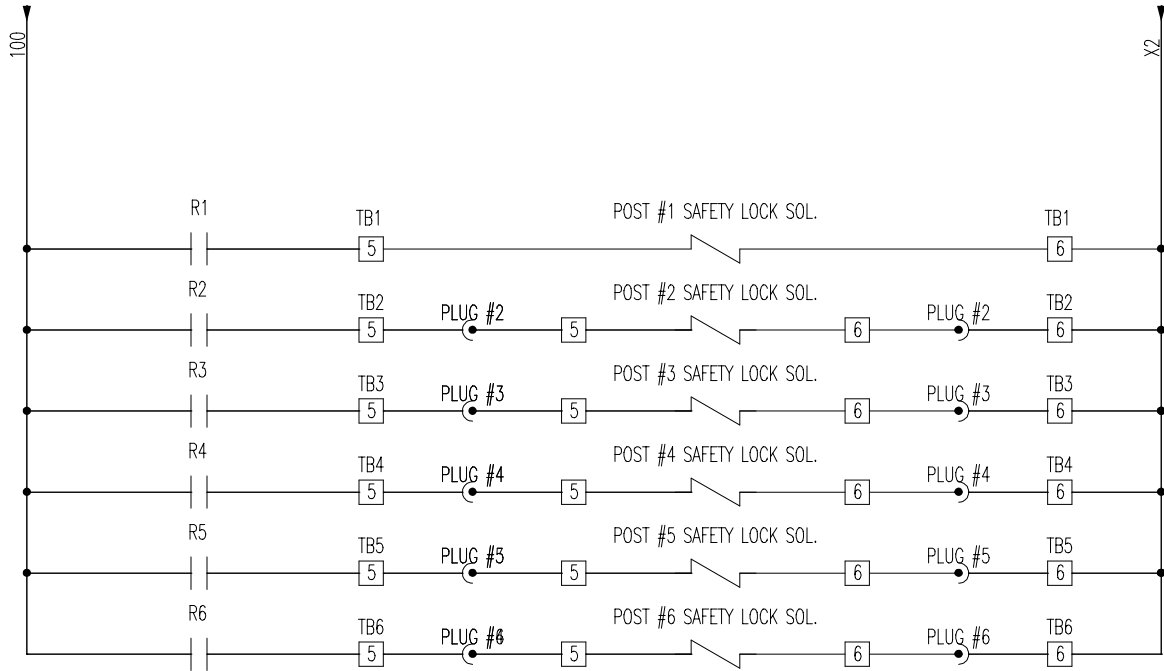 100
X2
R1
TB1
POST #1 SAFETY LOCK SOL.
TB1
5
6
R2
TB2
PLUG #2
POST #2 SAFETY LOCK SOL.
PLUG #2
TB2
5
5
6
6
R3
TB3
PLUG #3
POST #3 SAFETY LOCK SOL.
PLUG #3
TB3
5
5
6
6
R4
TB4
PLUG #4
POST #4 SAFETY LOCK SOL.
PLUG #4
TB4
5
5
6
6
R5
TB5
PLUG #5
POST #5 SAFETY LOCK SOL.
PLUG #5
TB5
5
5
6
6
R6
TB6
PLUG #6
POST #6 SAFETY LOCK SOL.
PLUG #6
TB6
5
5
6
6